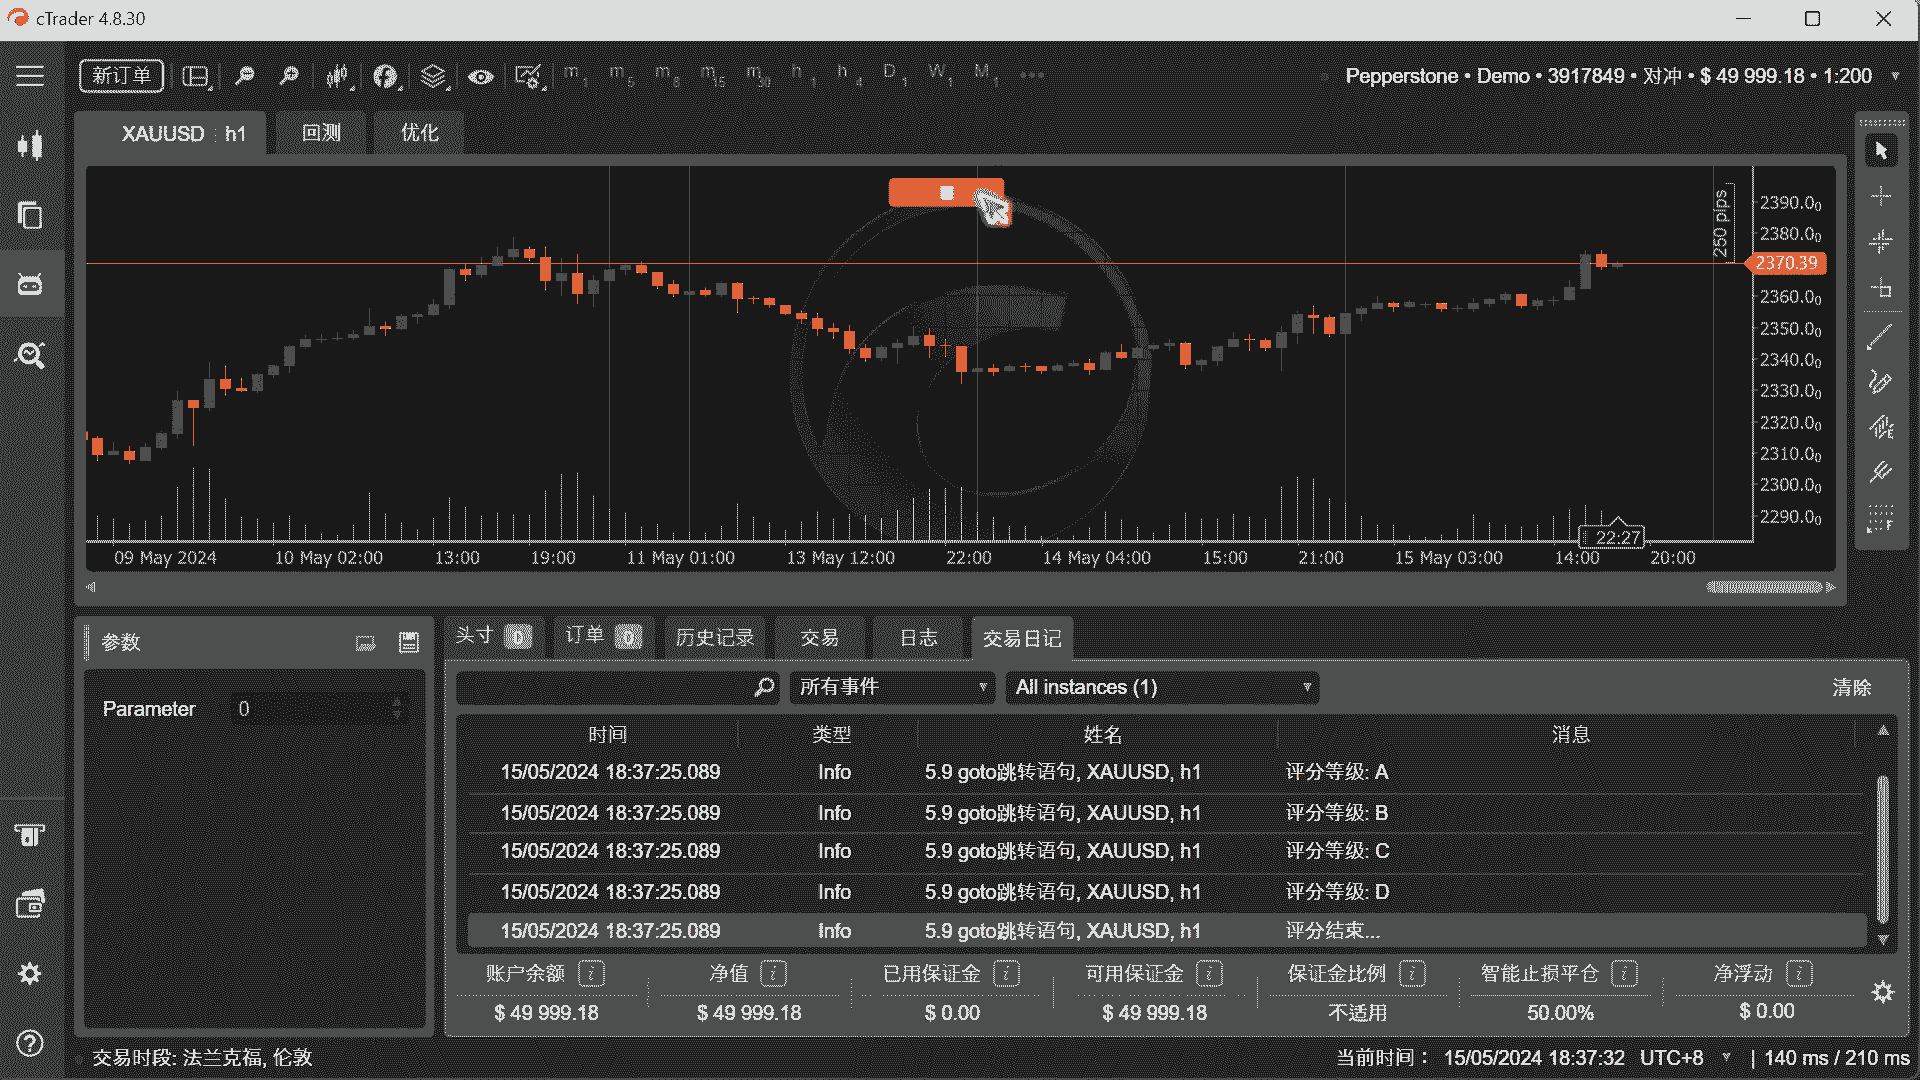 cTrader 4.8.30
新订单
m1 m5 m6 m15 m30 h1 h4 D1 W1 M1
Pepperstone • Demo • 3917849 • 对冲 • $ 49 999.18 • 1:200
XAUUSD : h1
回测
优化
250 pips
2390.00
2380.00
2370.39
2360.00
2350.00
2340.00
2330.00
2320.00
2310.00
2300.00
2290.00
22:27
09 May 2024 10 May 02:00 13:00 19:00 11 May 01:00 13 May 12:00 22:00 14 May 04:00 15:00 21:00 15 May 03:00 14:00 20:00
参数
Parameter 0
头寸 0 订单 0 历史记录 交易 日志 交易日记
所有事件 All instances (1) 清除
时间 类型 姓名 消息
15/05/2024 18:37:25.089 Info 5.9 goto跳转语句, XAUUSD, h1 评分等级: A
15/05/2024 18:37:25.089 Info 5.9 goto跳转语句, XAUUSD, h1 评分等级: B
15/05/2024 18:37:25.089 Info 5.9 goto跳转语句, XAUUSD, h1 评分等级: C
15/05/2024 18:37:25.089 Info 5.9 goto跳转语句, XAUUSD, h1 评分等级: D
15/05/2024 18:37:25.089 Info 5.9 goto跳转语句, XAUUSD, h1 评分结束...
账户余额 净值 已用保证金 可用保证金 保证金比例 智能止损平仓 净浮动
$ 49 999.18 $ 49 999.18 $ 0.00 $ 49 999.18 不适用 50.00% $ 0.00
交易时段: 法兰克福, 伦敦
当前时间： 15/05/2024 18:37:32 UTC+8 | 140 ms / 210 ms